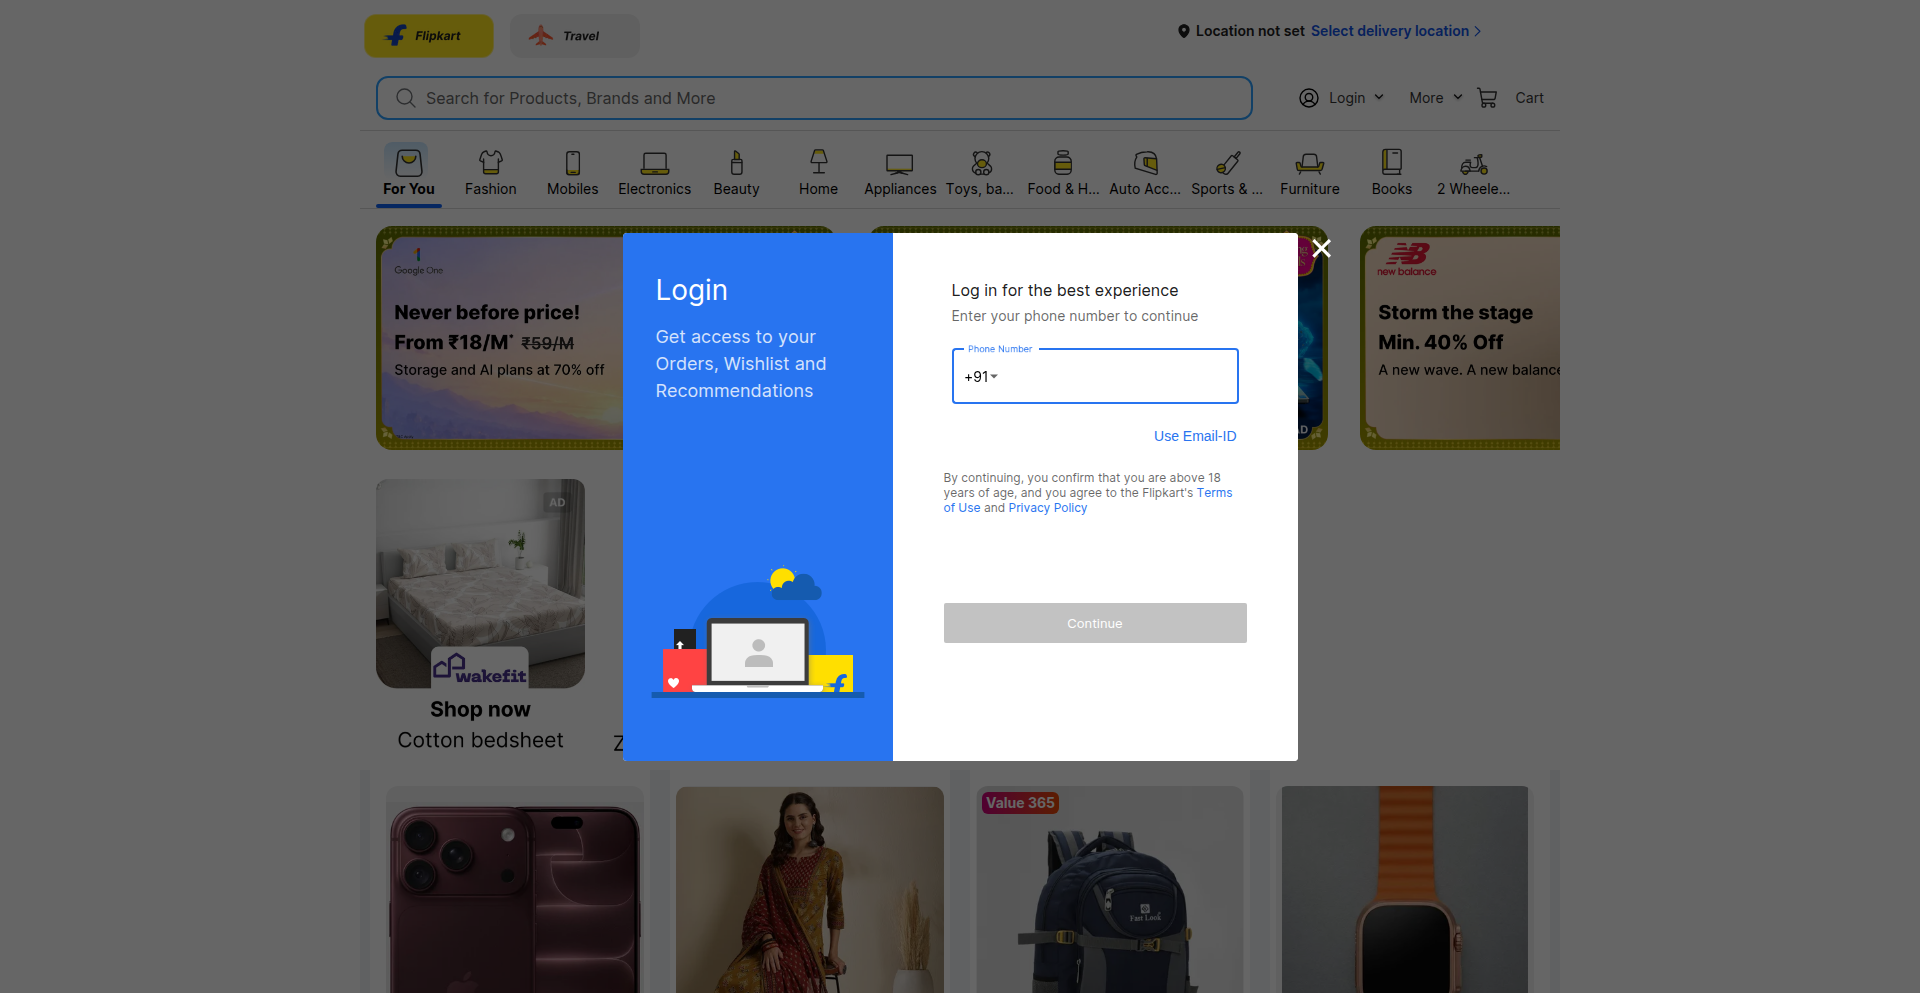 Flipkart
Travel
Location not set Select delivery location
Search for Products, Brands and More
Login
More
Cart
For You
Fashion
Mobiles
Electronics
Beauty
Home
Appliances
Toys, ba...
Food & H...
Auto Acc...
Sports & ...
Furniture
Books
2 Wheele...
Google One
Never before price!
From ₹18/M* ₹59/M
Storage and AI plans at 70% off
Login
Get access to your
Orders, Wishlist and
Recommendations
Log in for the best experience
Enter your phone number to continue
Phone Number
+91
Use Email-ID
By continuing, you confirm that you are above 18
years of age, and you agree to the Flipkart's Terms
of Use and Privacy Policy
Continue
AD
new balance
Storm the stage
Min. 40% Off
A new wave. A new balance
AD
wakefit
Shop now
Cotton bedsheet
Z
Value 365
Fast Look